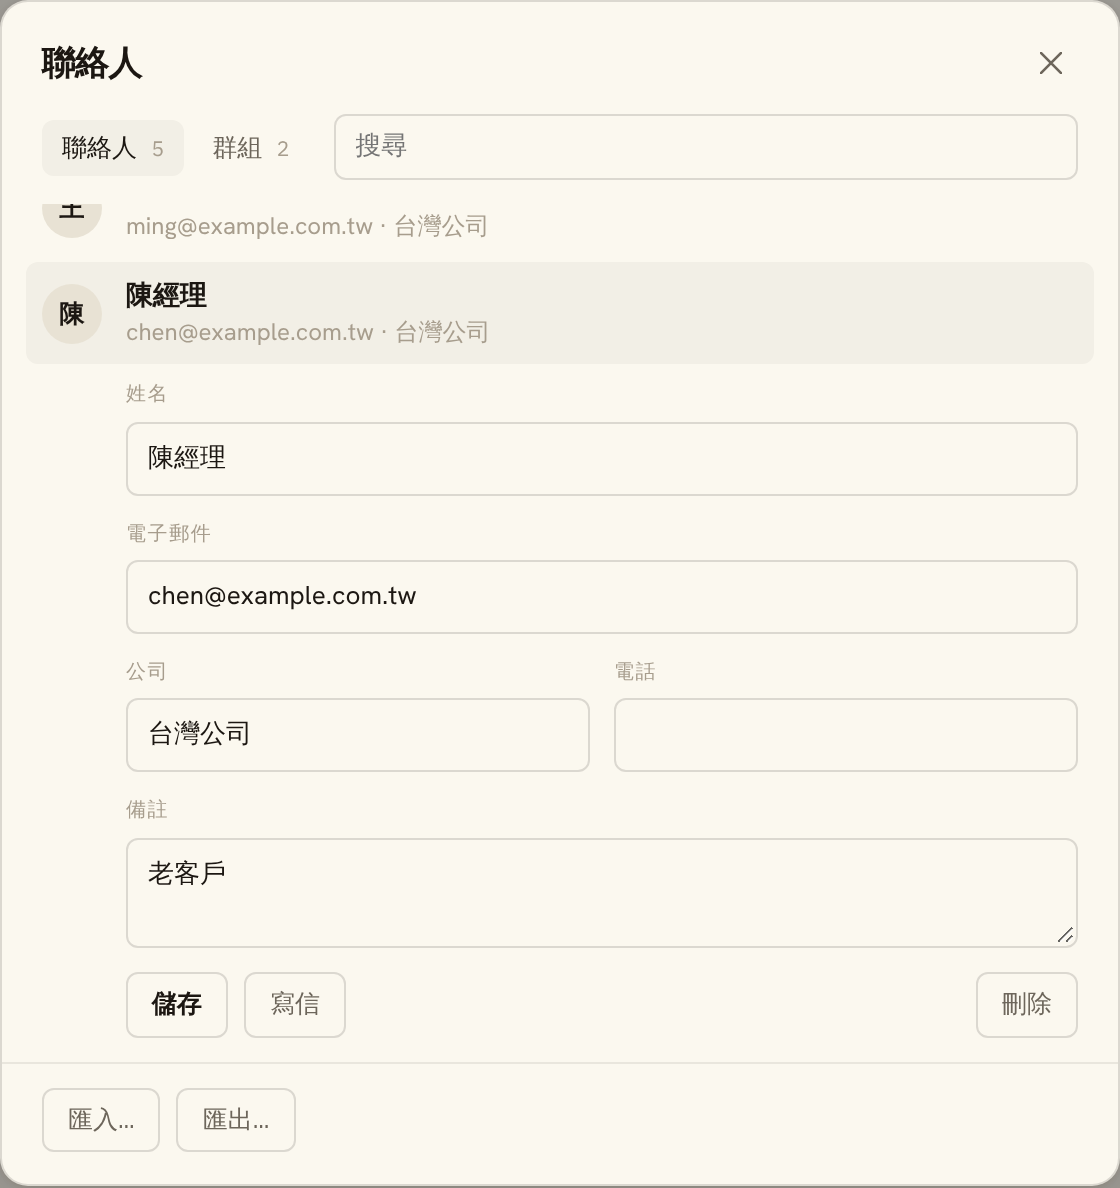 聯絡人
聯絡人 5 群組 2 搜尋
ming@example.com.tw · 台灣公司
陳 陳經理
chen@example.com.tw · 台灣公司
姓名
陳經理
電子郵件
chen@example.com.tw
公司 電話
台灣公司
備註
老客戶
儲存 寫信 刪除
匯入... 匯出...